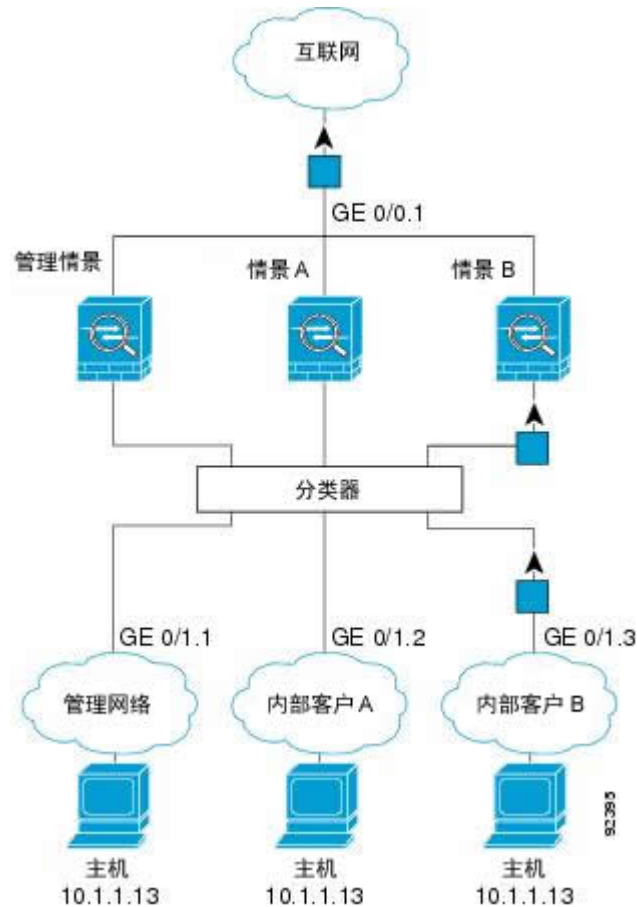 互联网
GE 0/0.1
管理情景
情景 A
情景 B
分类器
GE 0/1.1
GE 0/1.2
GE 0/1.3
管理网络
内部客户 A
内部客户 B
主机
10.1.1.13
主机
10.1.1.13
主机
10.1.1.13
92395